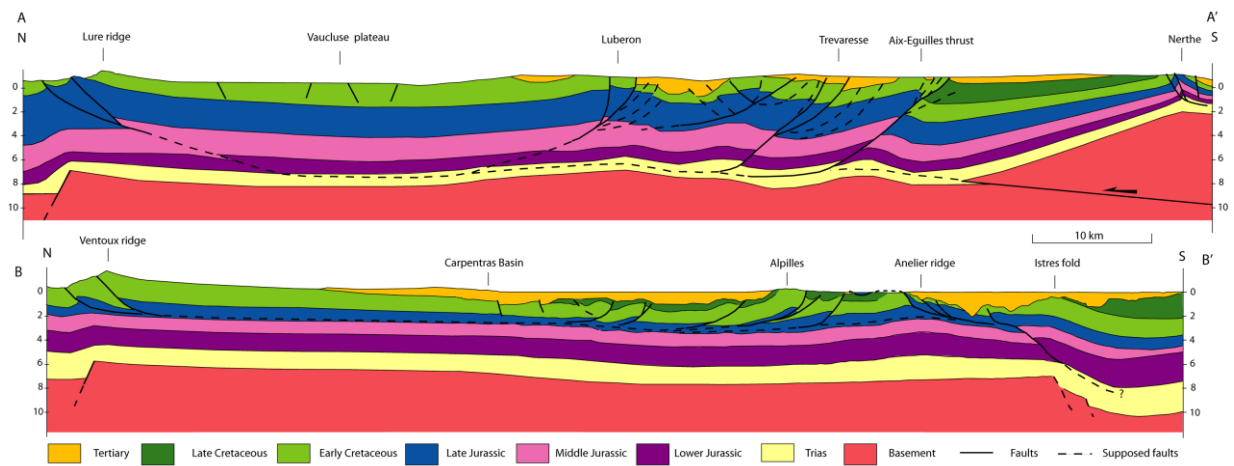 A A'
N Lure ridge Vaucluse plateau Luberon Trevaresse Aix-Eguilles thrust Nerthe S
0 0
2 2
4 4
6 6
8 8
10 10
10 km
N Ventoux ridge Carpentras Basin Alpilles Anelier ridge Istres fold S
B B'
0 0
2 2
4 4
6 6
8 8
?
10 10
Tertiary Late Cretaceous Early Cretaceous Late Jurassic Middle Jurassic Lower Jurassic Trias Basement Faults Supposed faults